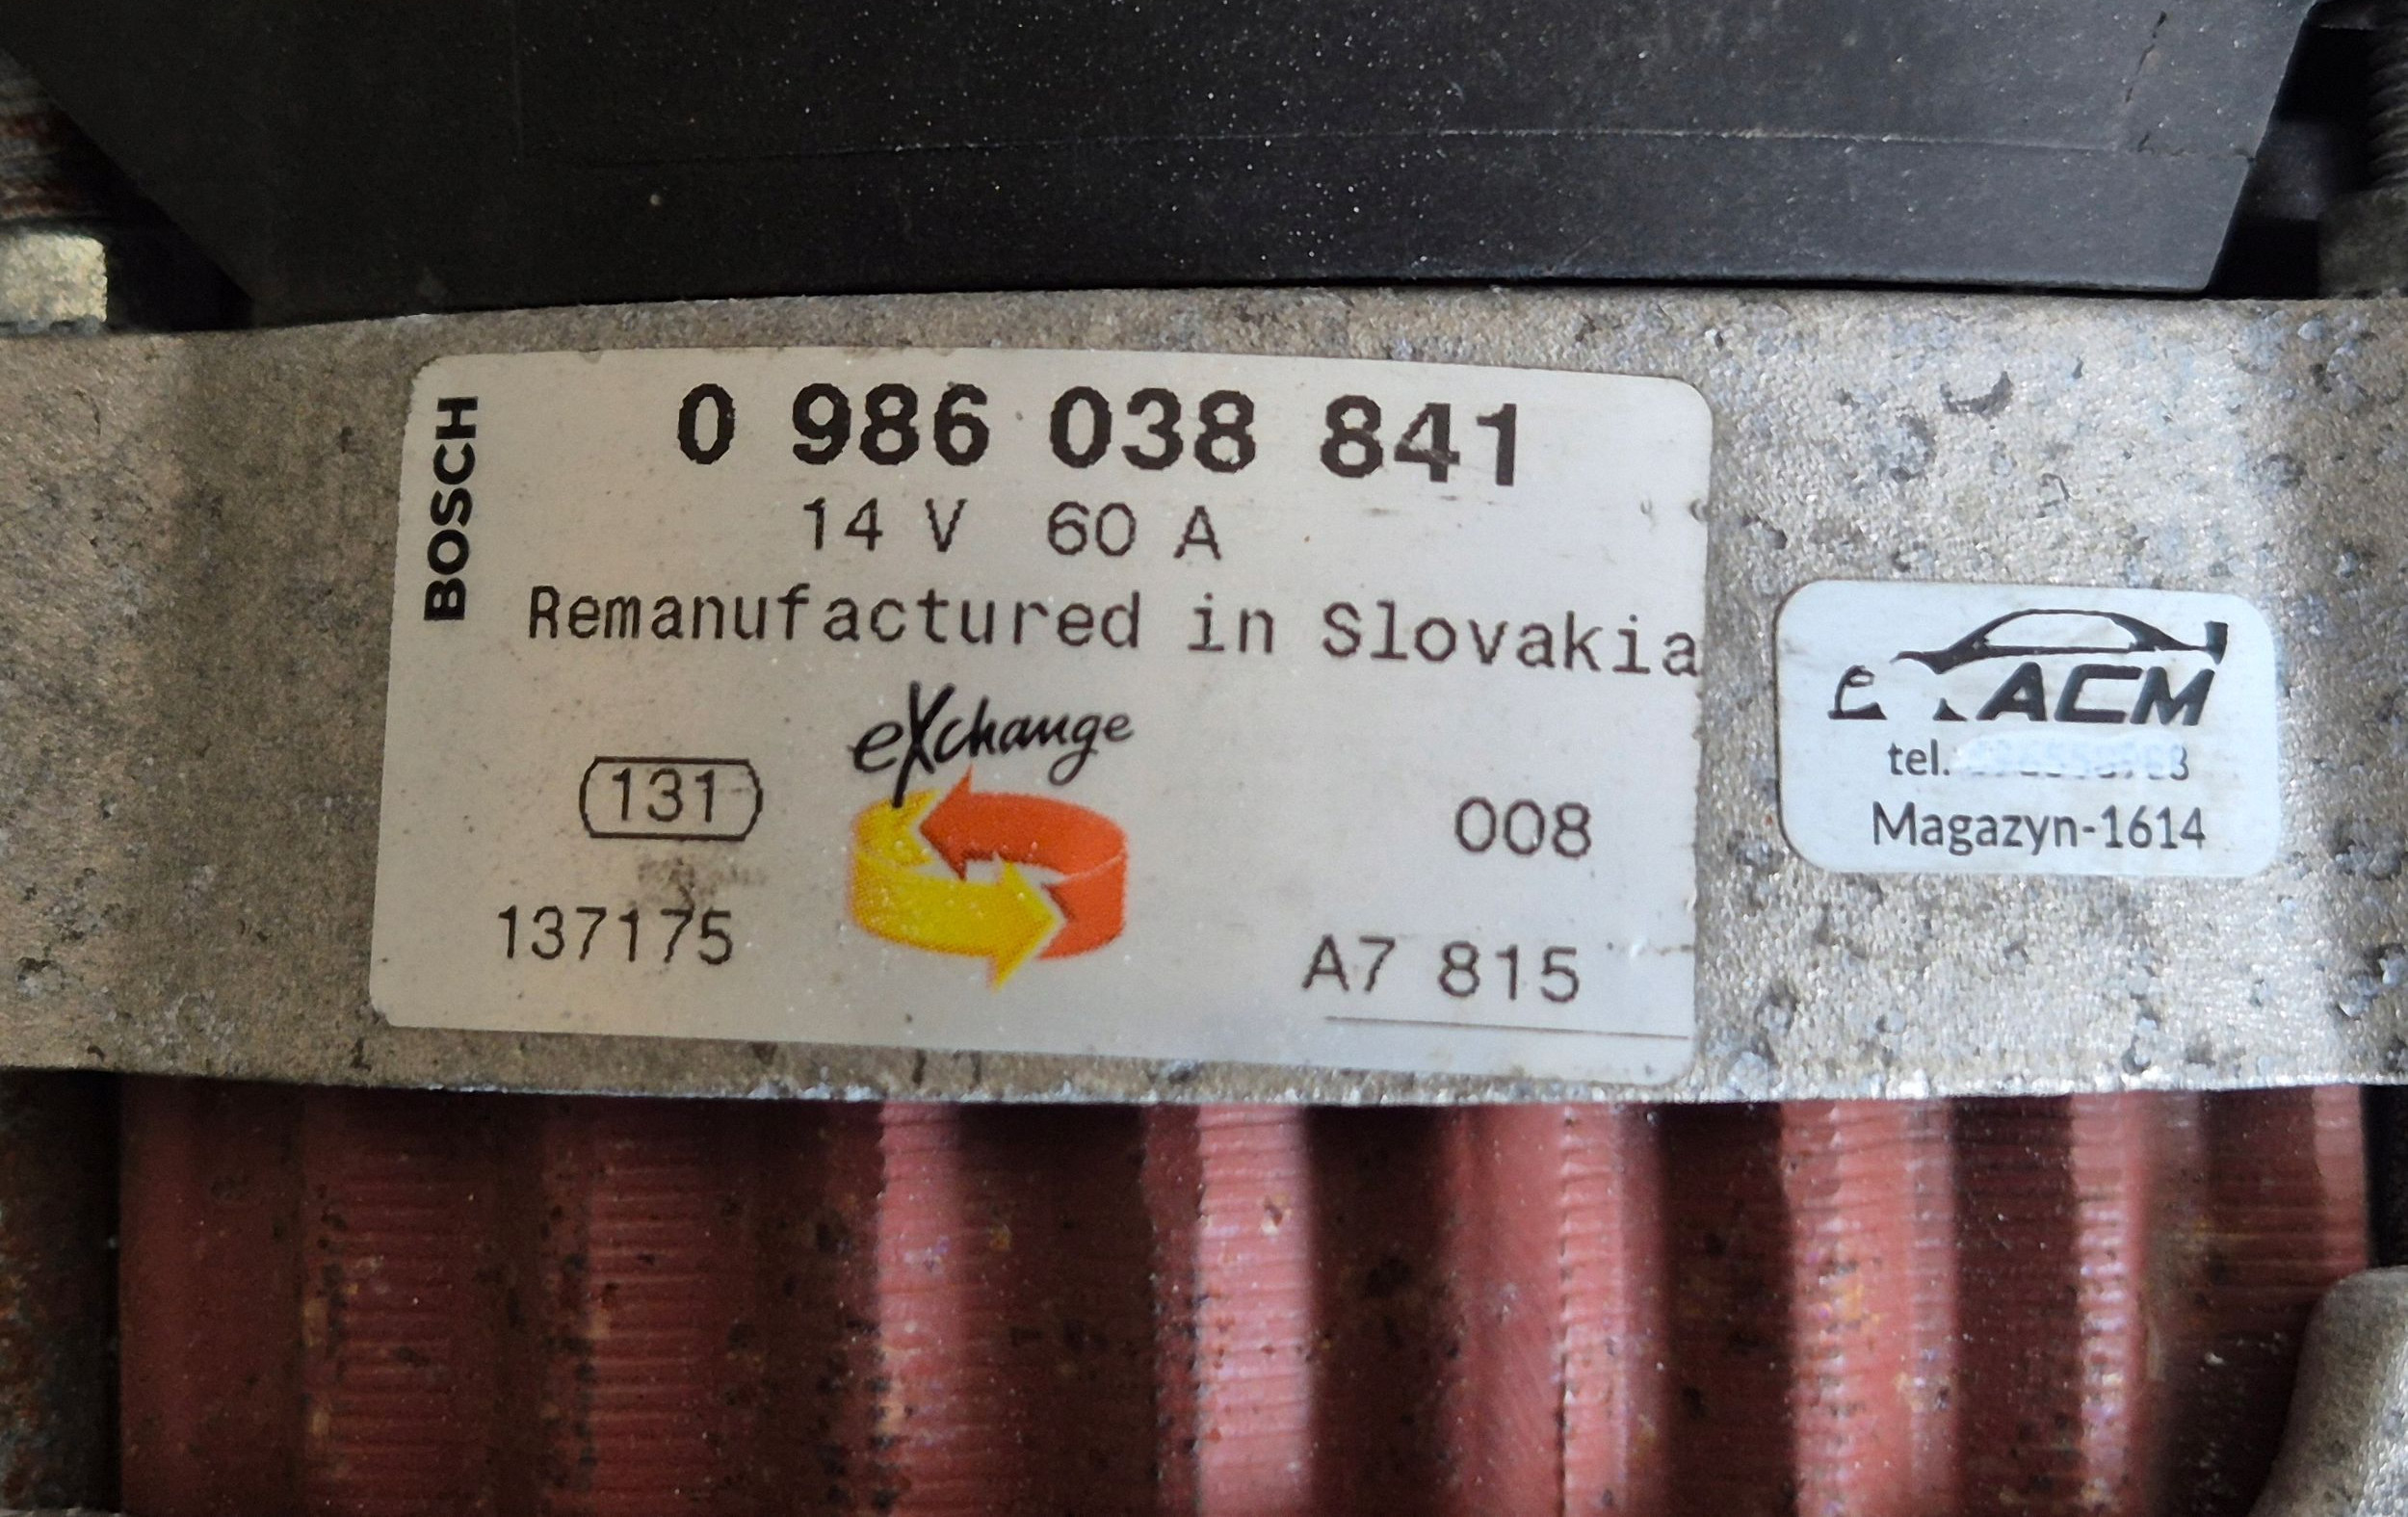 BOSCH
0 986 038 841
14 V 60 A
Remanufactured in Slovakia
eXchange
131
008
137175
A7 815
ACM
tel.
Magazyn-1614